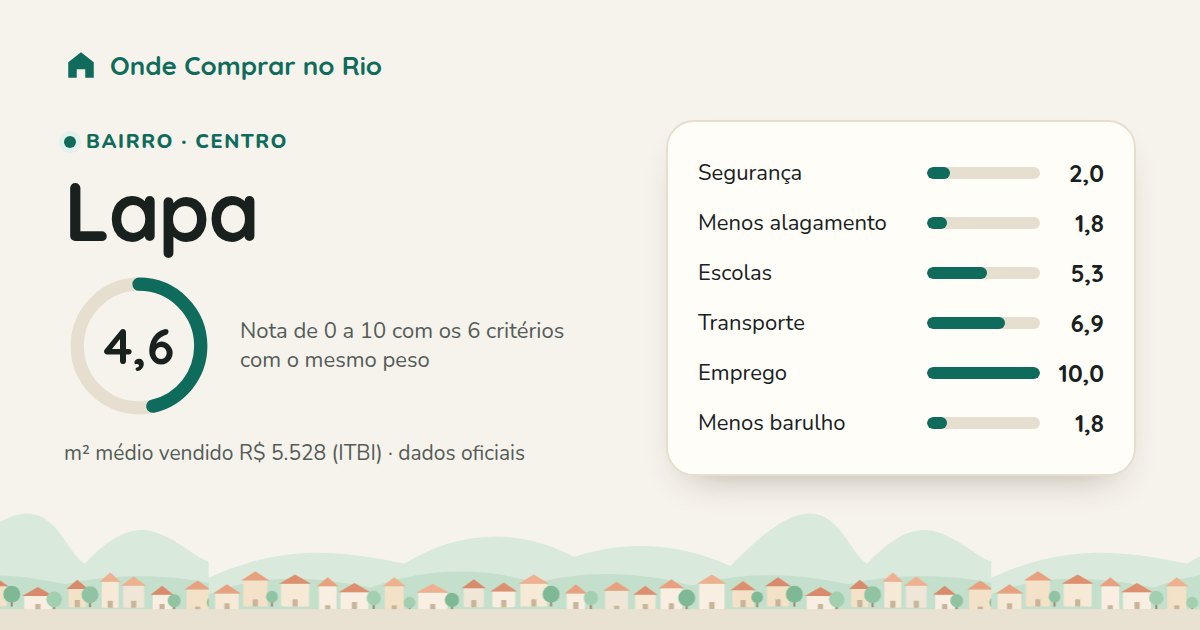 Onde Comprar no Rio
BAIRRO · CENTRO
Lapa
4,6
Nota de 0 a 10 com os 6 critérios
com o mesmo peso
m² médio vendido R$ 5.528 (ITBI) · dados oficiais
Segurança 2,0
Menos alagamento 1,8
Escolas 5,3
Transporte 6,9
Emprego 10,0
Menos barulho 1,8